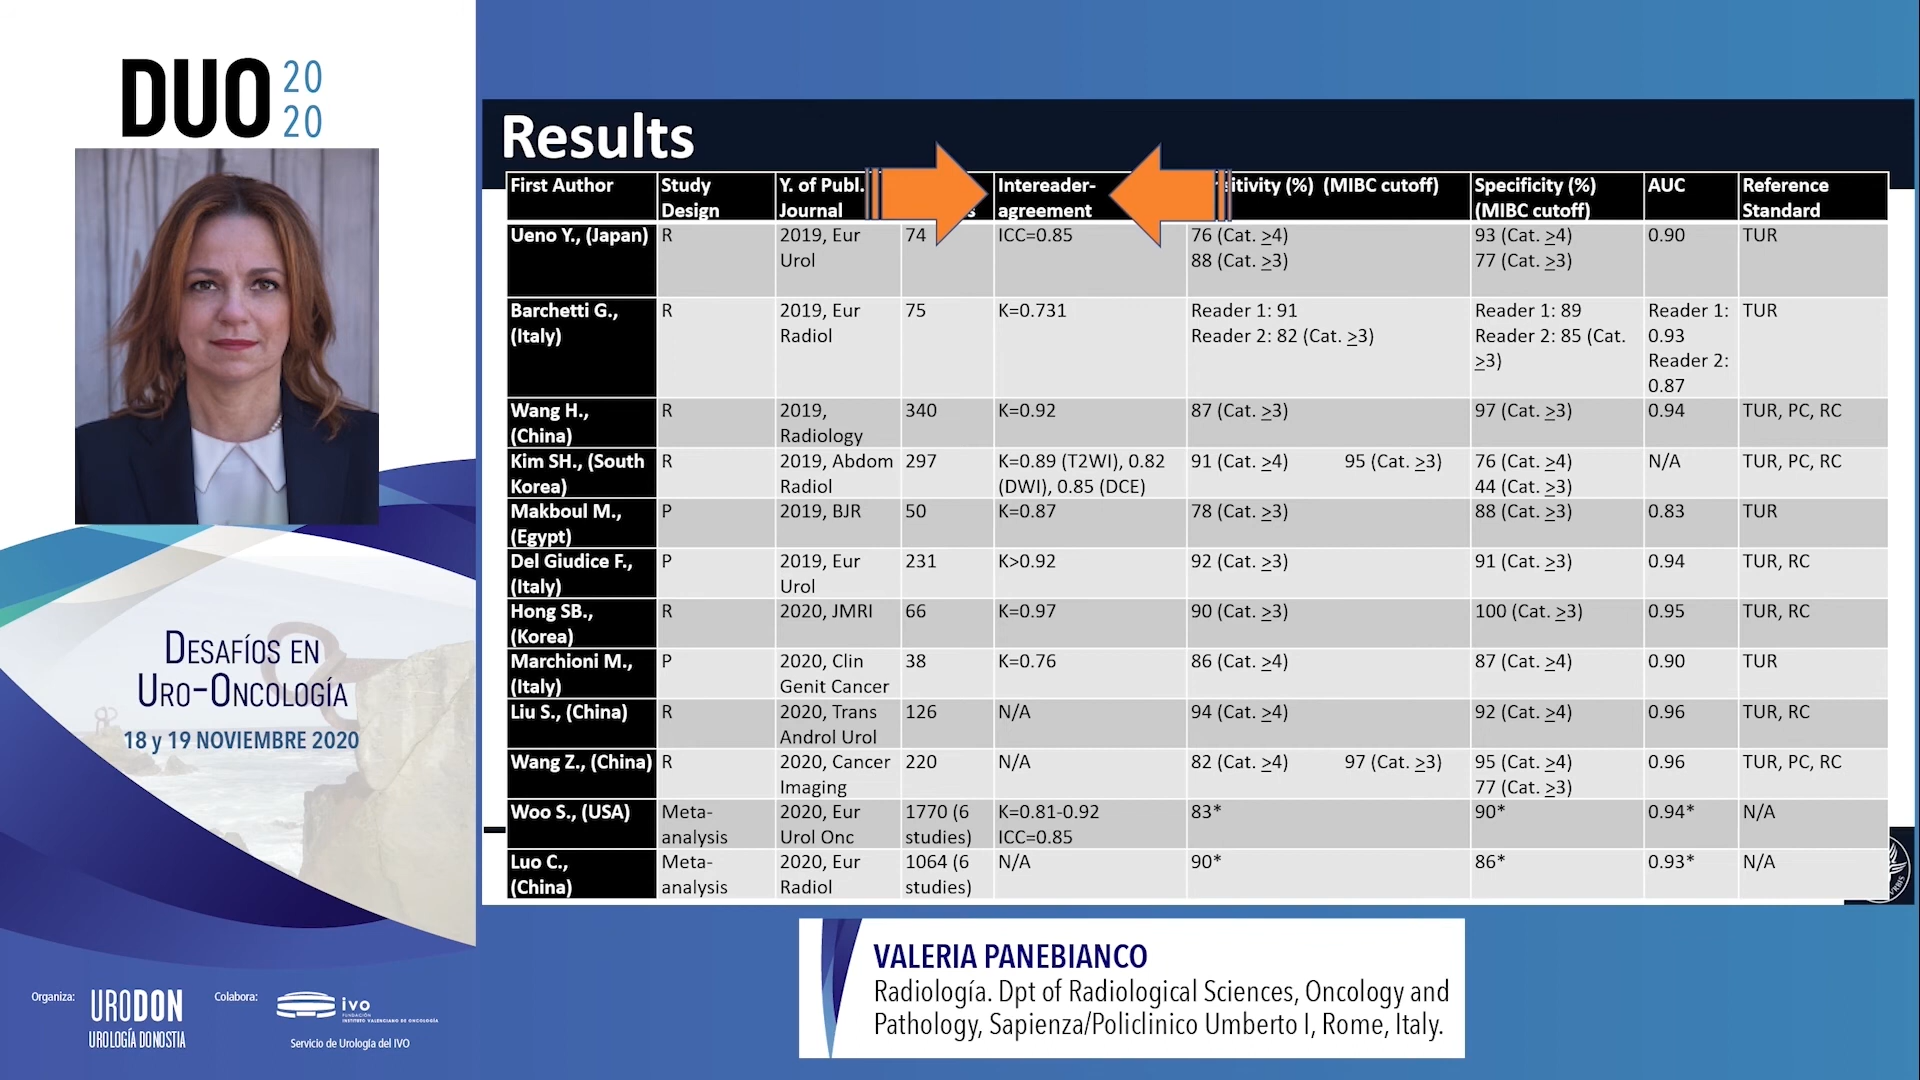 DUO 20
20
DESAFÍOS EN
URO-ONCOLOGÍA
18 y 19 NOVIEMBRE 2020
Organiza:
URODON
UROLOGÍA DONOSTIA
Colabora:
ivo
FUNDACIÓN
INSTITUTO VALENCIANO DE ONCOLOGÍA
Servicio de Urología del IVO
Results
First Author
Study
Design
Y. of Publ.
Journal
Intereader-
agreement
(%) (MIBC cutoff)
Specificity (%)
(MIBC cutoff)
AUC
Reference
Standard
Ueno Y., (Japan)
R
2019, Eur
Urol
74
ICC=0.85
76 (Cat. ≥4)
88 (Cat. ≥3)
93 (Cat. ≥4)
77 (Cat. ≥3)
0.90
TUR
Barchetti G.,
(Italy)
R
2019, Eur
Radiol
75
K=0.731
Reader 1: 91
Reader 2: 82 (Cat. ≥3)
Reader 1: 89
Reader 2: 85 (Cat.
≥3)
Reader 1:
0.93
Reader 2:
0.87
TUR
Wang H.,
(China)
R
2019,
Radiology
340
K=0.92
87 (Cat. ≥3)
97 (Cat. ≥3)
0.94
TUR, PC, RC
Kim SH., (South
Korea)
R
2019, Abdom
Radiol
297
K=0.89 (T2WI), 0.82
(DWI), 0.85 (DCE)
91 (Cat. ≥4) 95 (Cat. ≥3)
76 (Cat. ≥4)
44 (Cat. ≥3)
N/A
TUR, PC, RC
Makboul M.,
(Egypt)
P
2019, BJR
50
K=0.87
78 (Cat. ≥3)
88 (Cat. ≥3)
0.83
TUR
Del Giudice F.,
(Italy)
P
2019, Eur
Urol
231
K>0.92
92 (Cat. ≥3)
91 (Cat. ≥3)
0.94
TUR, RC
Hong SB.,
(Korea)
R
2020, JMRI
66
K=0.97
90 (Cat. ≥3)
100 (Cat. ≥3)
0.95
TUR, RC
Marchioni M.,
(Italy)
P
2020, Clin
Genit Cancer
38
K=0.76
86 (Cat. ≥4)
87 (Cat. ≥4)
0.90
TUR
Liu S., (China)
R
2020, Trans
Androl Urol
126
N/A
94 (Cat. ≥4)
92 (Cat. ≥4)
0.96
TUR, RC
Wang Z., (China)
R
2020, Cancer
Imaging
220
N/A
82 (Cat. ≥4) 97 (Cat. ≥3)
95 (Cat. ≥4)
77 (Cat. ≥3)
0.96
TUR, PC, RC
Woo S., (USA)
Meta-
analysis
2020, Eur
Urol Onc
1770 (6
studies)
K=0.81-0.92
ICC=0.85
83*
90*
0.94*
N/A
Luo C.,
(China)
Meta-
analysis
2020, Eur
Radiol
1064 (6
studies)
N/A
90*
86*
0.93*
N/A
VALERIA PANEBIANCO
Radiología. Dpt of Radiological Sciences, Oncology and
Pathology, Sapienza/Policlinico Umberto I, Rome, Italy.